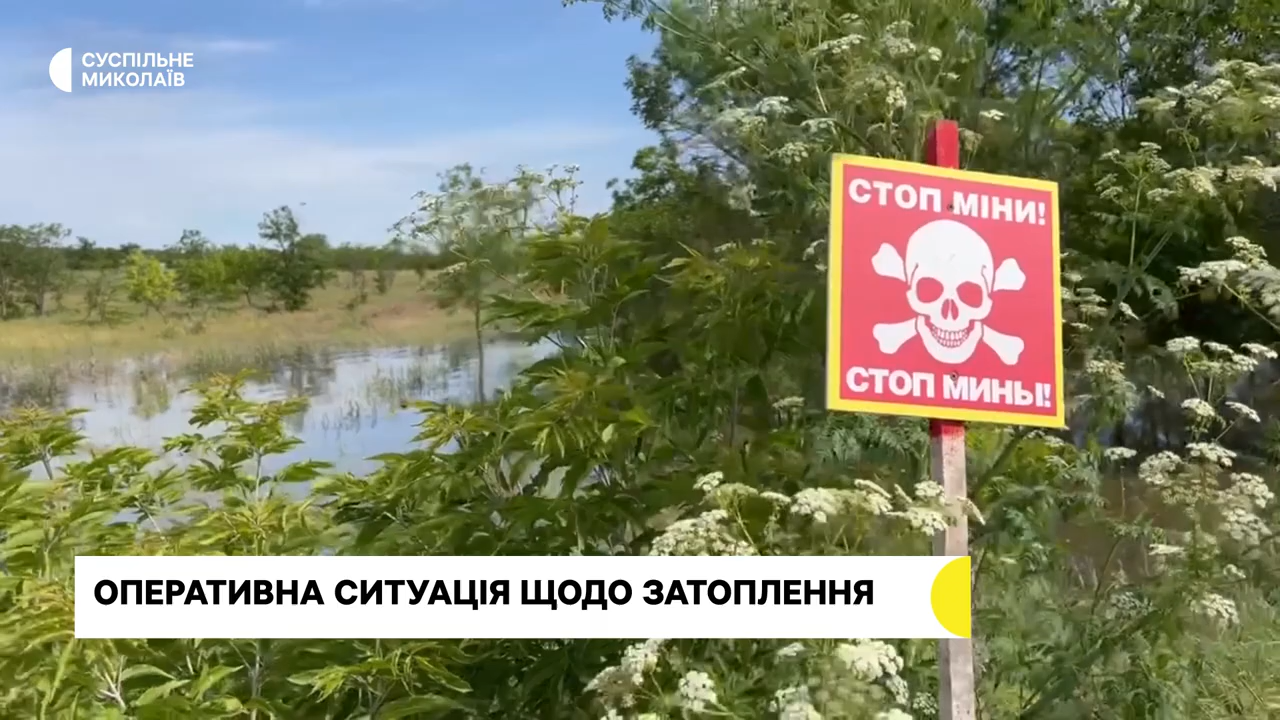 СУСПІЛЬНЕ
МИКОЛАЇВ
СТОП МІНИ!
СТОП МИНЫ!
ОПЕРАТИВНА СИТУАЦІЯ ЩОДО ЗАТОПЛЕННЯ